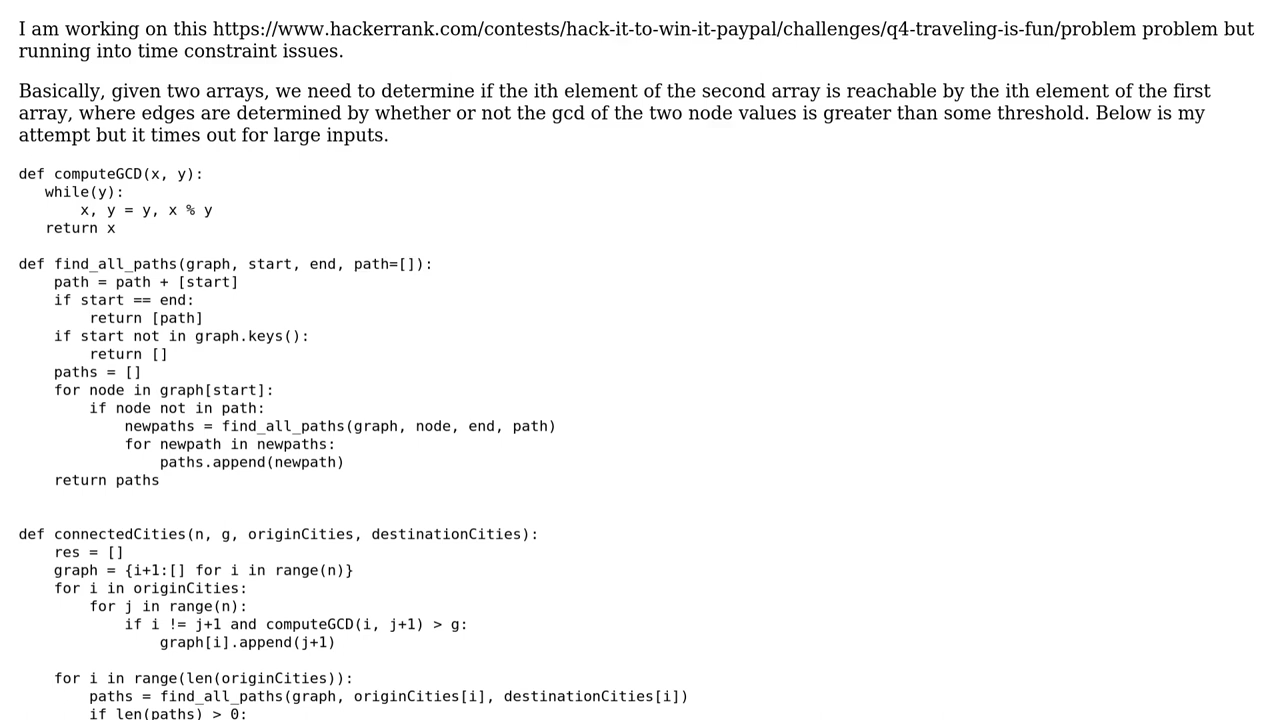 I am working on this https://www.hackerrank.com/contests/hack-it-to-win-it-paypal/challenges/q4-traveling-is-fun/problem problem but
running into time constraint issues.
Basically, given two arrays, we need to determine if the ith element of the second array is reachable by the ith element of the first
array, where edges are determined by whether or not the gcd of the two node values is greater than some threshold. Below is my
attempt but it times out for large inputs.
def computeGCD(x, y):
   while(y):
       x, y = y, x % y
   return x
def find_all_paths(graph, start, end, path=[]):
    path = path + [start]
    if start == end:
        return [path]
    if start not in graph.keys():
        return []
    paths = []
    for node in graph[start]:
        if node not in path:
            newpaths = find_all_paths(graph, node, end, path)
            for newpath in newpaths:
                paths.append(newpath)
    return paths
def connectedCities(n, g, originCities, destinationCities):
    res = []
    graph = {i+1:[] for i in range(n)}
    for i in originCities:
        for j in range(n):
            if i != j+1 and computeGCD(i, j+1) > g:
                graph[i].append(j+1)
    for i in range(len(originCities)):
        paths = find_all_paths(graph, originCities[i], destinationCities[i])
        if len(paths) > 0: